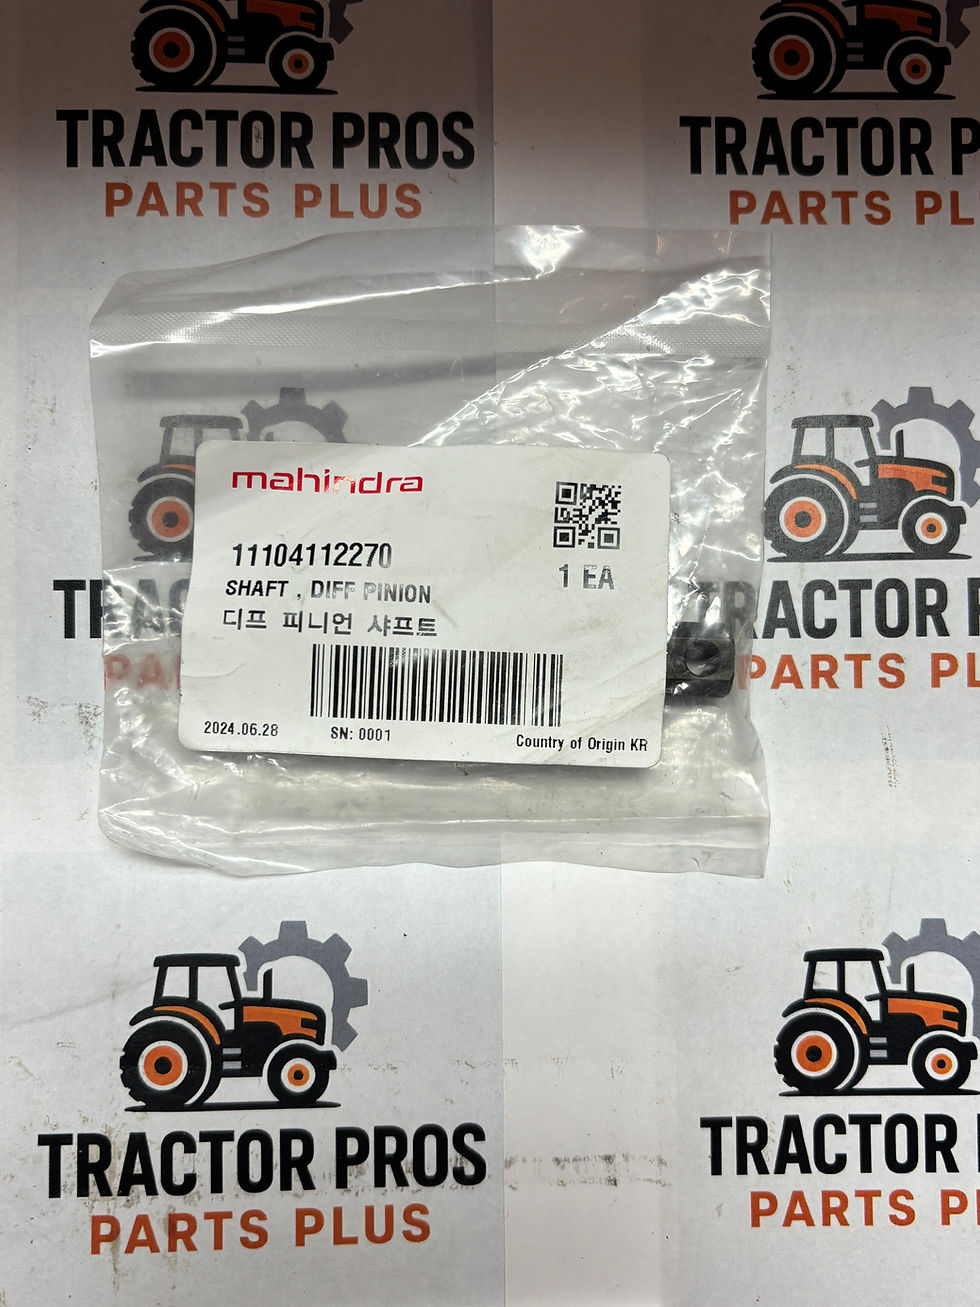 TRACTOR PROS
PARTS PLUS
TRACTOR P
PARTS PL
mahindra
11104112270
1 EA
SHAFT , DIFF PINION
디프 피니언 샤프트
2024.06.28
SN: 0001
Country of Origin KR
TR
PA
RACTOR
PARTS PL
TRACTOR PROS
PARTS PLUS
TRACTOR
PARTS P